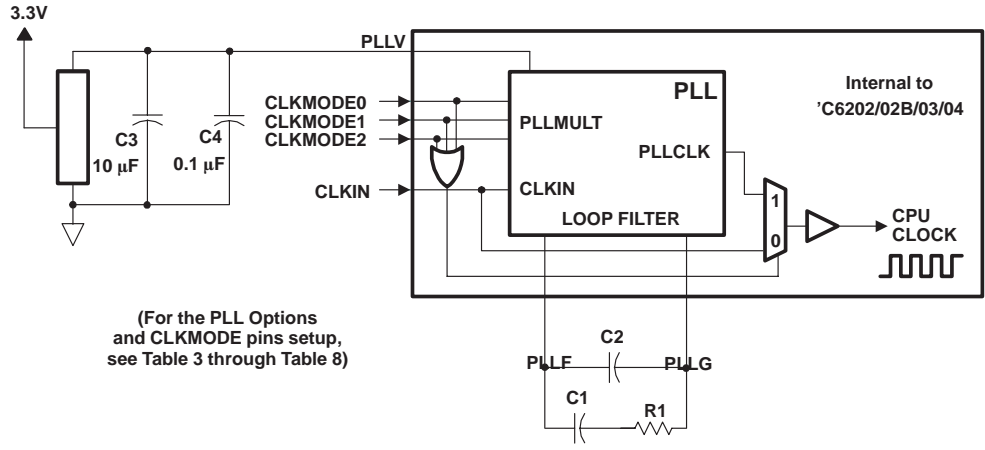 3.3V
PLLV
CLKMODE0
CLKMODE1
CLKMODE2
CLKIN
C3
10 μF
C4
0.1 μF
PLL
PLLMULT
PLLCLK
CLKIN
LOOP FILTER
Internal to
’C6202/02B/03/04
1
0
CPU
CLOCK
(For the PLL Options
and CLKMODE pins setup,
see Table 3 through Table 8)
PLLF
C2
PLLG
C1
R1